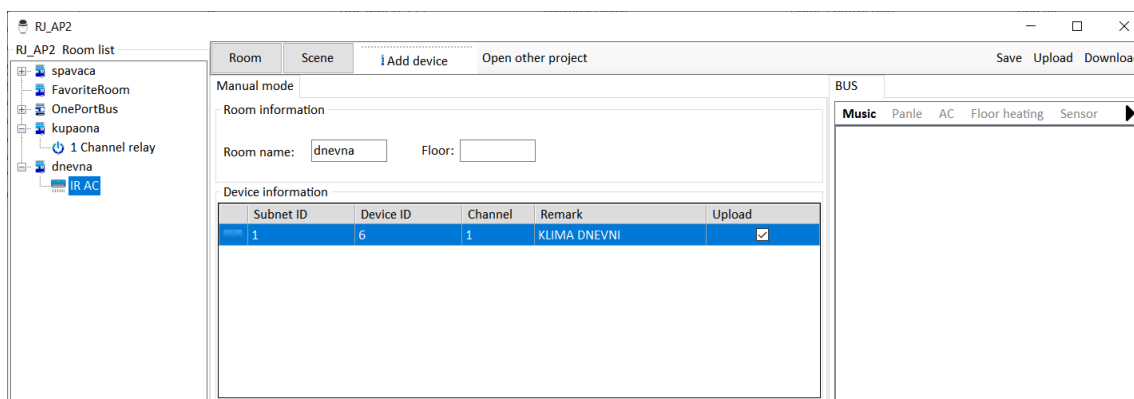 RJ_AP2
RJ_AP2 Room list
spavaca
FavoriteRoom
OnePortBus
kupaona
1 Channel relay
dnevna
IR AC
Room Scene Add device Open other project Save Upload Downloa
Manual mode
Room information
Room name: dnevna Floor:
Device information
Subnet ID Device ID Channel Remark Upload
1 6 1 KLIMA DNEVNI
BUS
Music Panle AC Floor heating Sensor